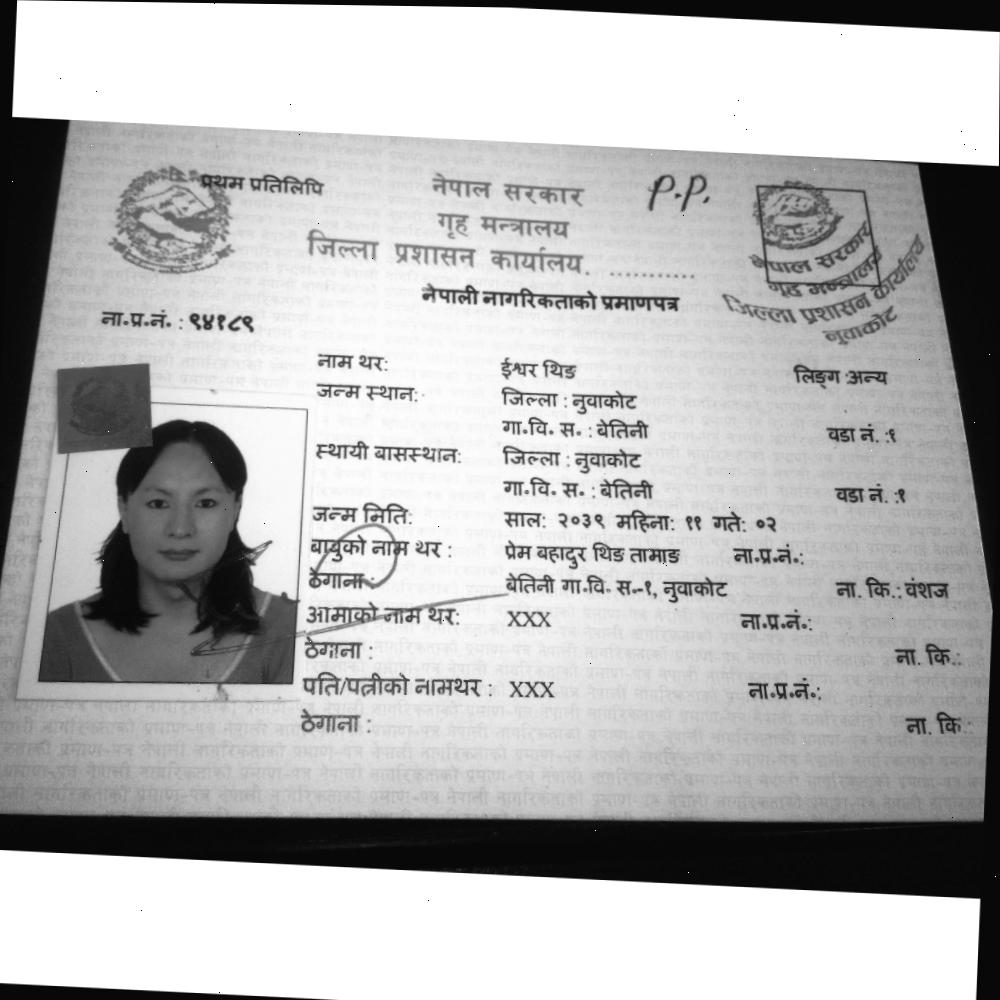 प्रथम प्रतिलिपि
नेपाल सरकार
P.P.
गृह मन्त्रालय
जिल्ला प्रशासन कार्यालय. ...........
नेपाली नागरिकताको प्रमाणपत्र
नेपाल सरकार
गृह मन्त्रालय
जिल्ला प्रशासन कार्यालय
नुवाकोट
ना.प्र.नं. : ९४१८९
नाम थर: ईश्वर थिङ लिङ्ग :अन्य
जन्म स्थान: जिल्ला : नुवाकोट
गा.वि. स. : बेतिनी वडा नं. :१
स्थायी बासस्थान: जिल्ला : नुवाकोट
गा.वि. स. : बेतिनी वडा नं. :१
जन्म मिति: साल: २०३९ महिना: ११ गते: ०२
बाबुको नाम थर : प्रेम बहादुर थिङ तामाङ ना.प्र.नं.:
ठेगाना : बेतिनी गा.वि. स.-१, नुवाकोट ना. कि.: वंशज
आमाको नाम थर: XXX ना.प्र.नं.:
ठेगाना : ना. कि.:
पति/पत्नीको नामथर : XXX ना.प्र.नं.:
ठेगाना : ना. कि.: